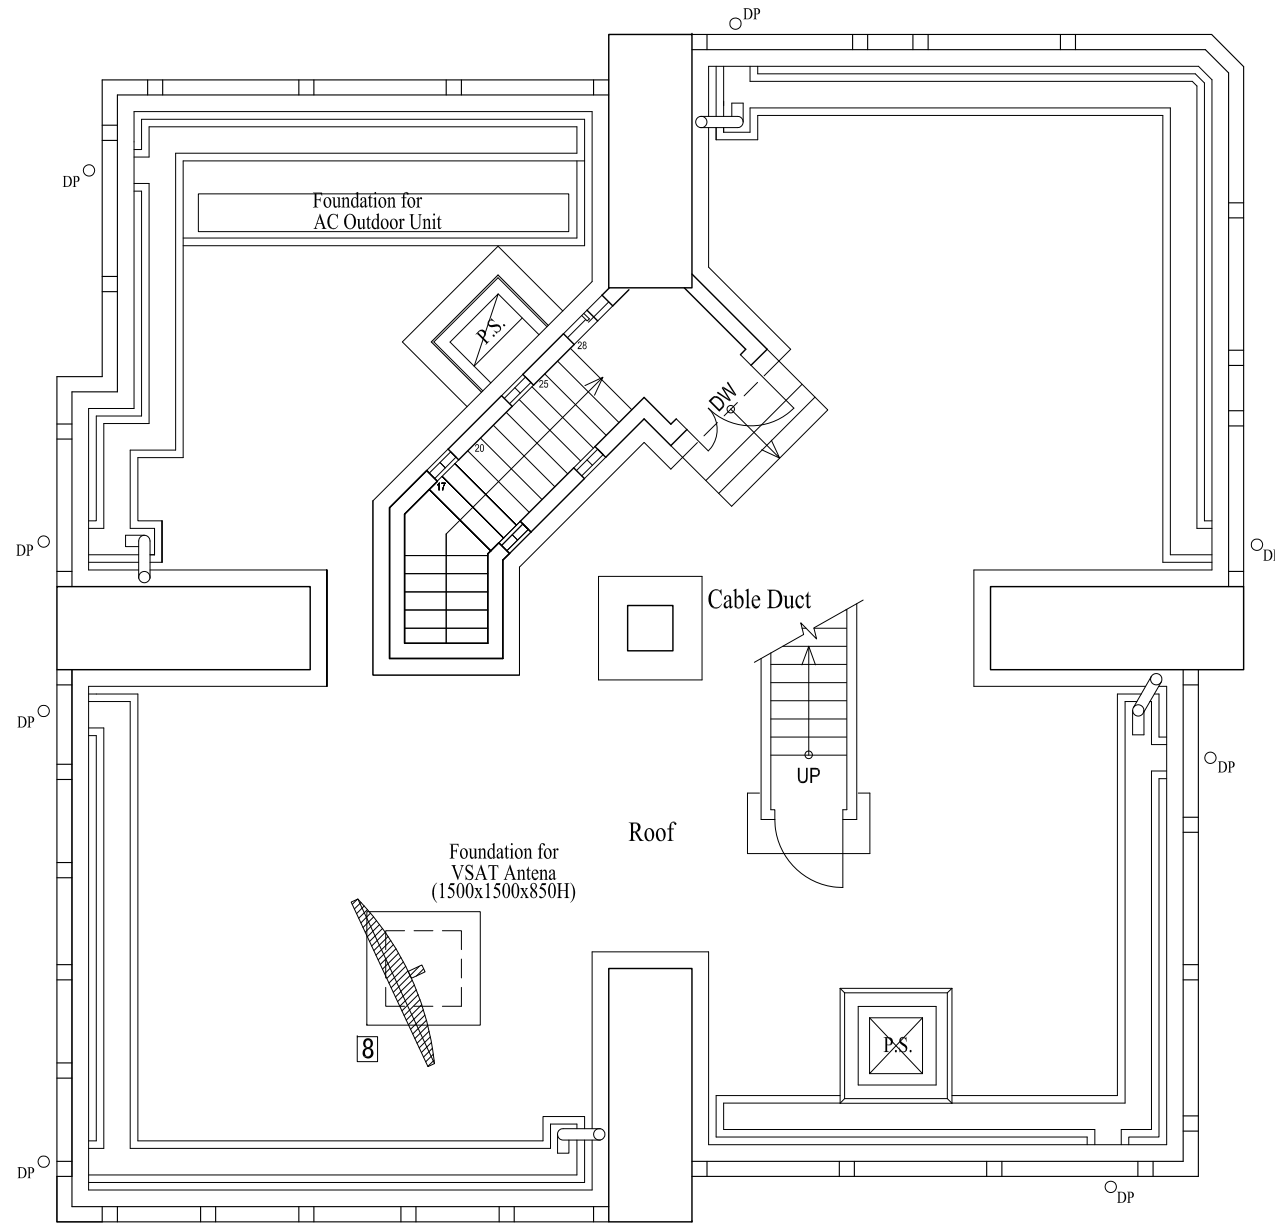 DP
DP
Foundation for
AC Outdoor Unit
P.S.
28
25
DW
20
17
DP
DI
Cable Duct
DP
DP
UP
Roof
Foundation for
VSAT Antena
(1500x1500x850H)
8
P.S.
DP
DP